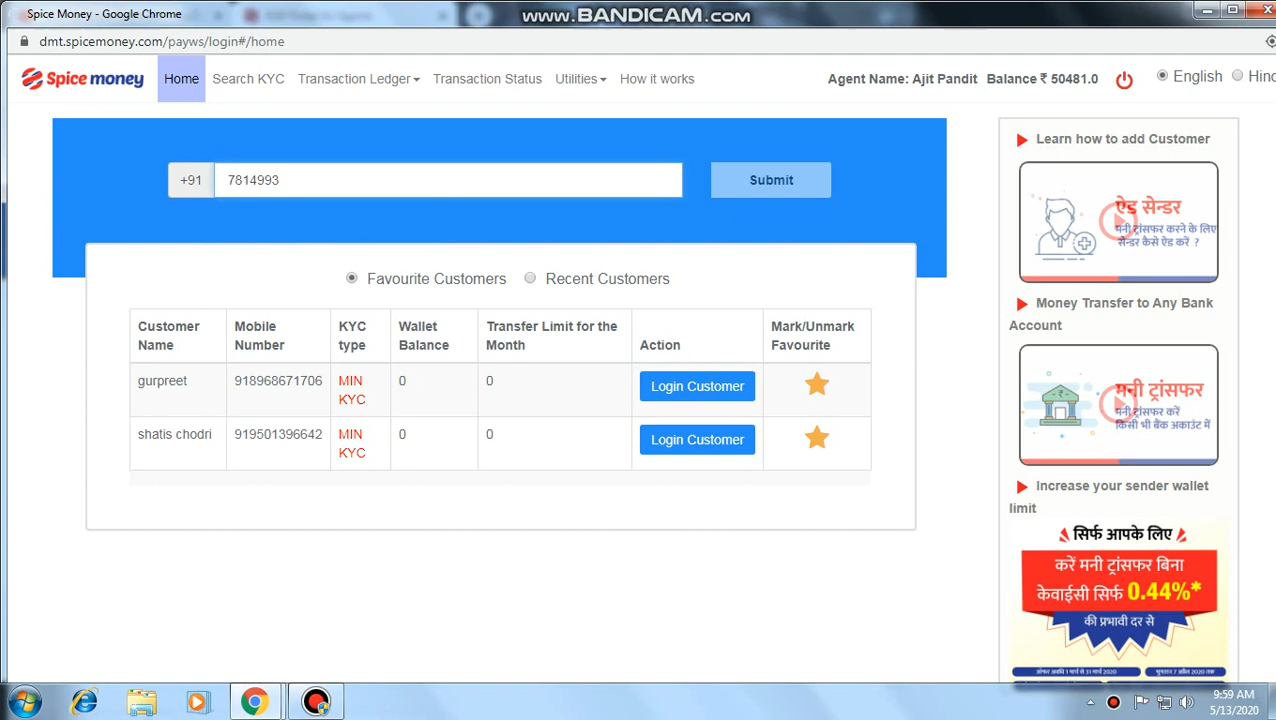 Spice Money - Google Chrome
www.BANDICAM.com
dmt.spicemoney.com/payws/login#/home
Spice money Home Search KYC Transaction Ledger Transaction Status Utilities How it works Agent Name: Ajit Pandit Balance ₹ 50481.0 English Hind
+91 7814993 Submit
Favourite Customers Recent Customers
Customer Name Mobile Number KYC type Wallet Balance Transfer Limit for the Month Action Mark/Unmark Favourite
gurpreet 918968671706 MIN KYC 0 0 Login Customer
shatis chodri 919501396642 MIN KYC 0 0 Login Customer
Learn how to add Customer
ऐड सेन्डर
मनी ट्रांसफर करने के लिए
सेन्डर कैसे ऐड करें ?
Money Transfer to Any Bank
Account
मनी ट्रांसफर
मनी ट्रांसफर करें
किसी भी बैंक अकाउंट में
Increase your sender wallet
limit
सिर्फ आपके लिए
करें मनी ट्रांसफर बिना
केवाईसी सिर्फ 0.44%*
की प्रभावी दर से
9:59 AM
5/13/2020